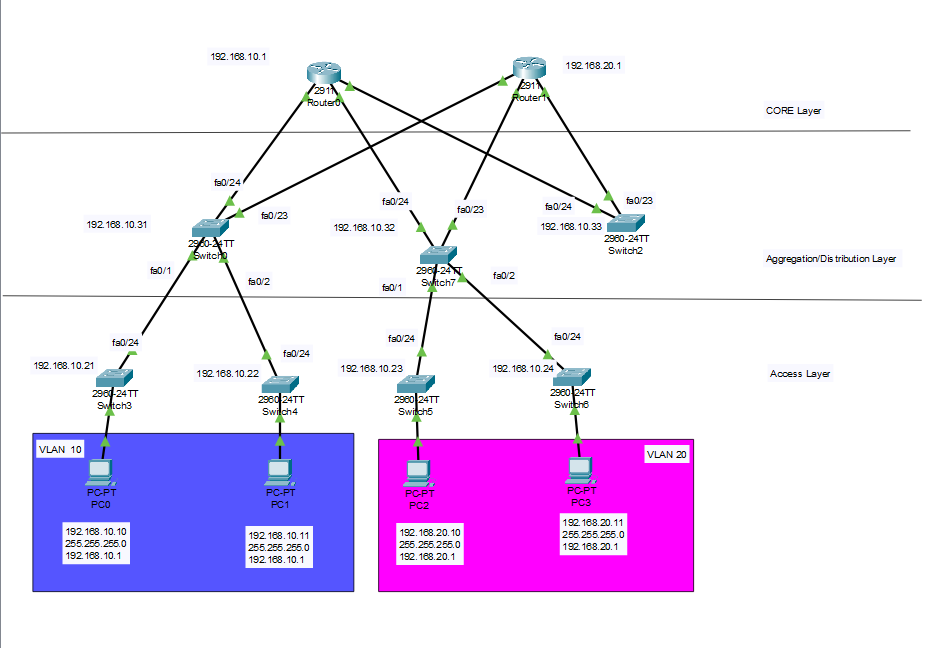 192.168.10.1
2911
Router0
2911
Router1
192.168.20.1
CORE Layer
fa0/24
fa0/23
192.168.10.31
2960-24TT
Switch0
fa0/1
fa0/2
fa0/24
fa0/23
192.168.10.32
2960-24TT
Switch7
fa0/1
fa0/2
fa0/24
fa0/23
192.168.10.33
2960-24TT
Switch2
Aggregation/Distribution Layer
fa0/24
192.168.10.21
2960-24TT
Switch3
fa0/24
192.168.10.22
2960-24TT
Switch4
fa0/24
192.168.10.23
2960-24TT
Switch5
fa0/24
192.168.10.24
2960-24TT
Switch6
Access Layer
VLAN 10
PC-PT
PC0
192.168.10.10
255.255.255.0
192.168.10.1
PC-PT
PC1
192.168.10.11
255.255.255.0
192.168.10.1
VLAN 20
PC-PT
PC2
192.168.20.10
255.255.255.0
192.168.20.1
PC-PT
PC3
192.168.20.11
255.255.255.0
192.168.20.1